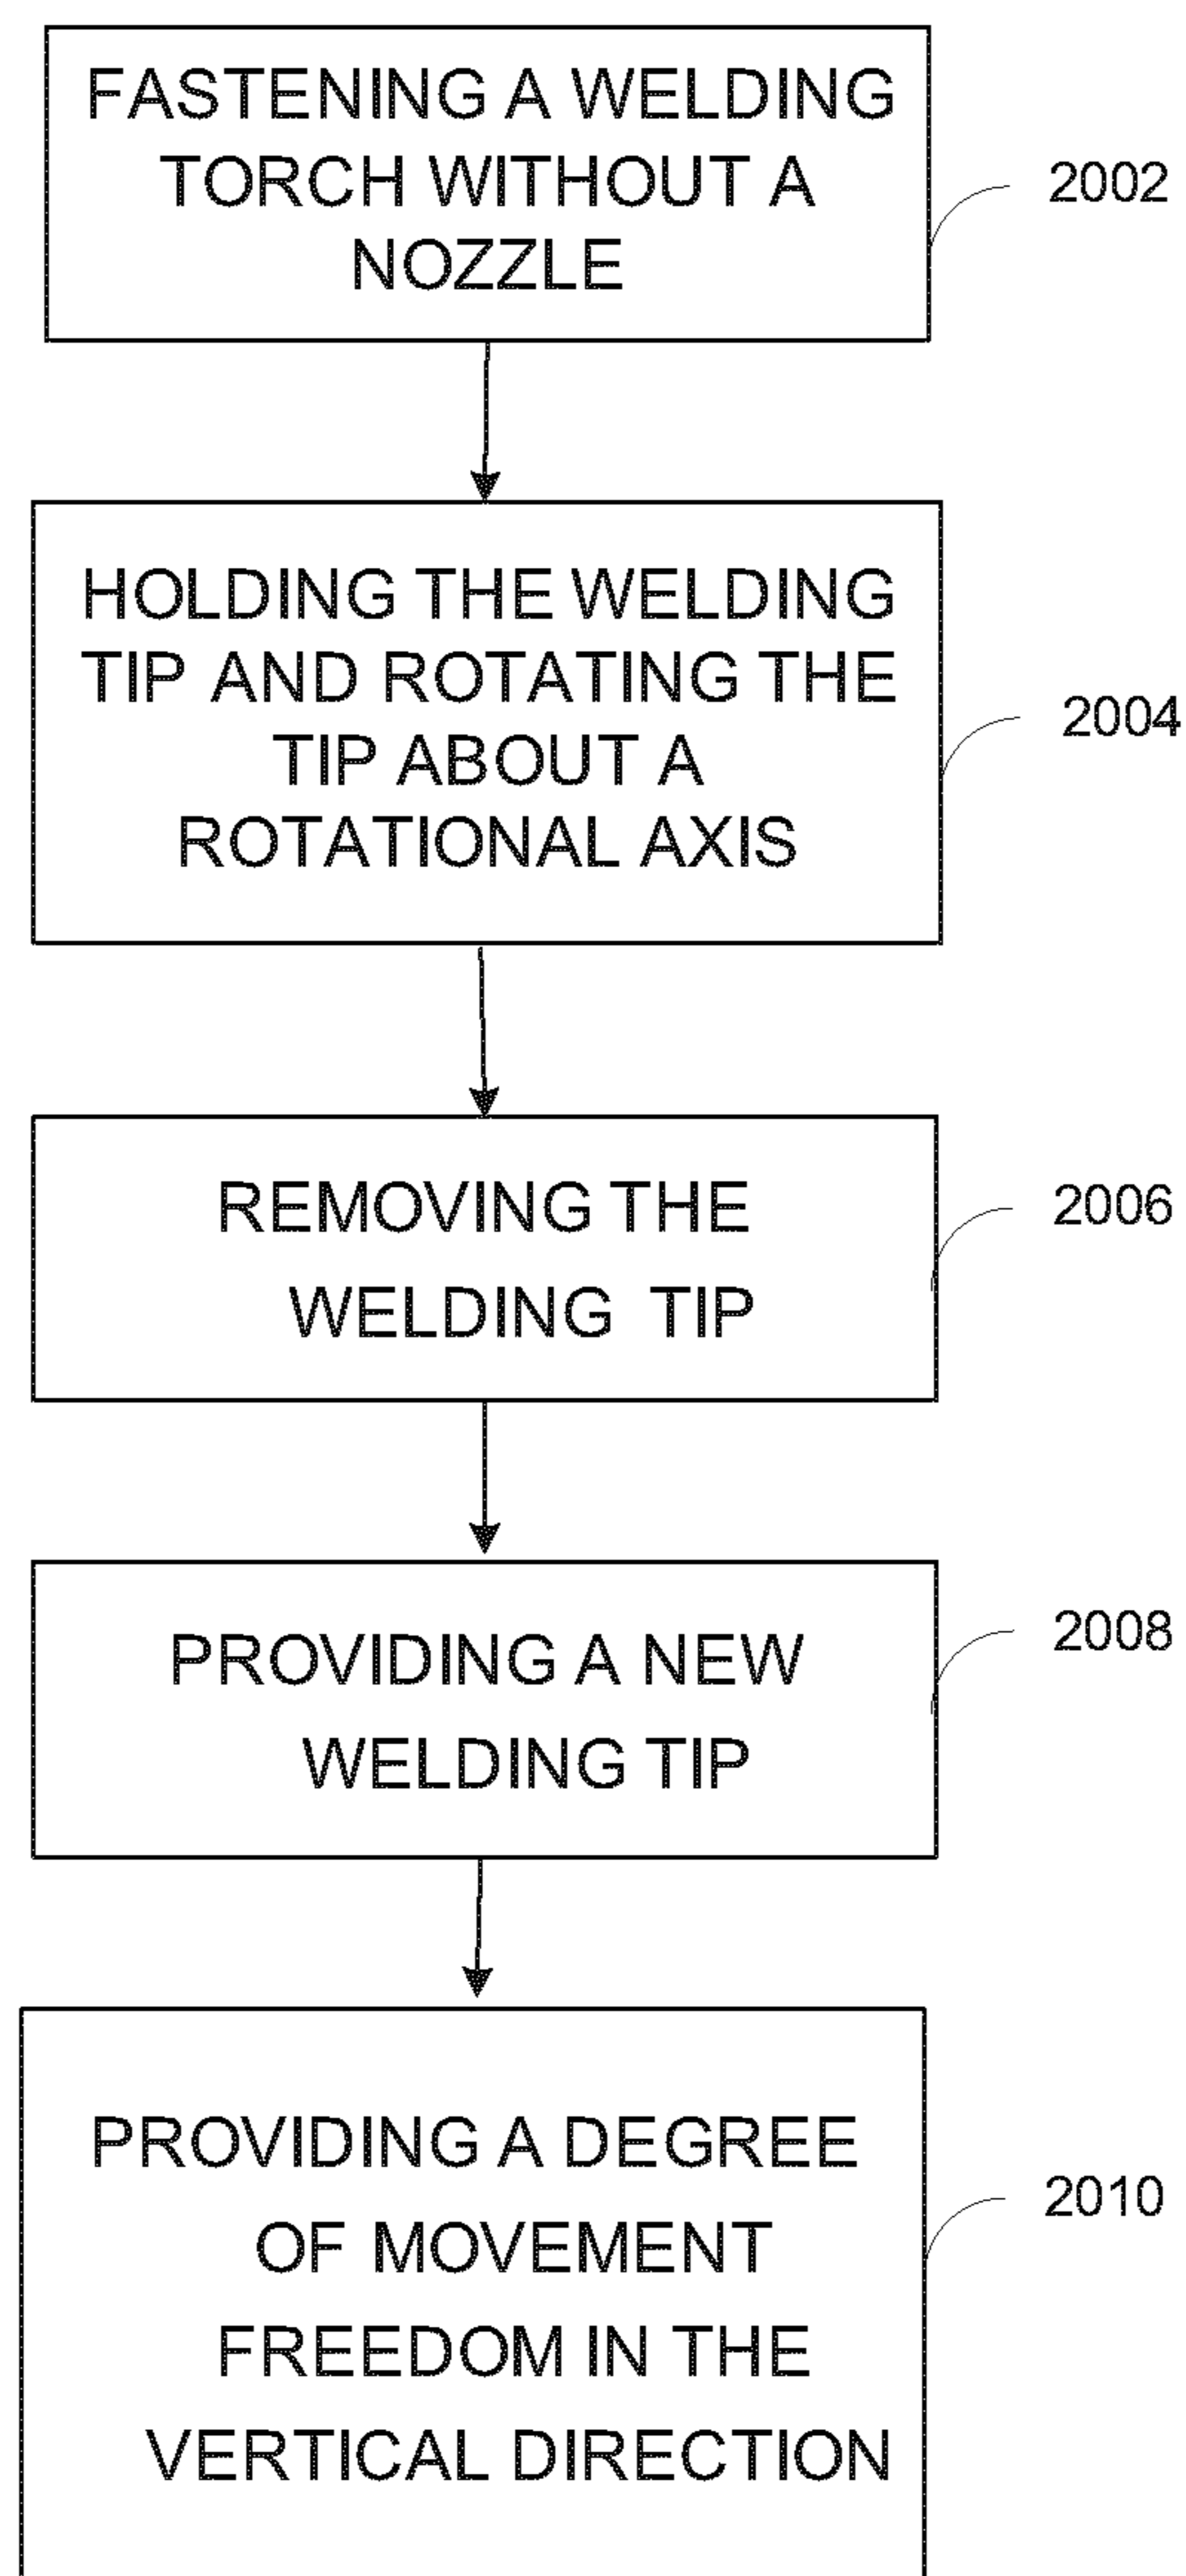 FASTENING A WELDING
TORCH WITHOUT A
NOZZLE
2002
HOLDING THE WELDING
TIP AND ROTATING THE
TIP ABOUT A
ROTATIONAL AXIS
2004
REMOVING THE
WELDING TIP
2006
PROVIDING A NEW
WELDING TIP
2008
PROVIDING A DEGREE
OF MOVEMENT
FREEDOM IN THE
VERTICAL DIRECTION
2010